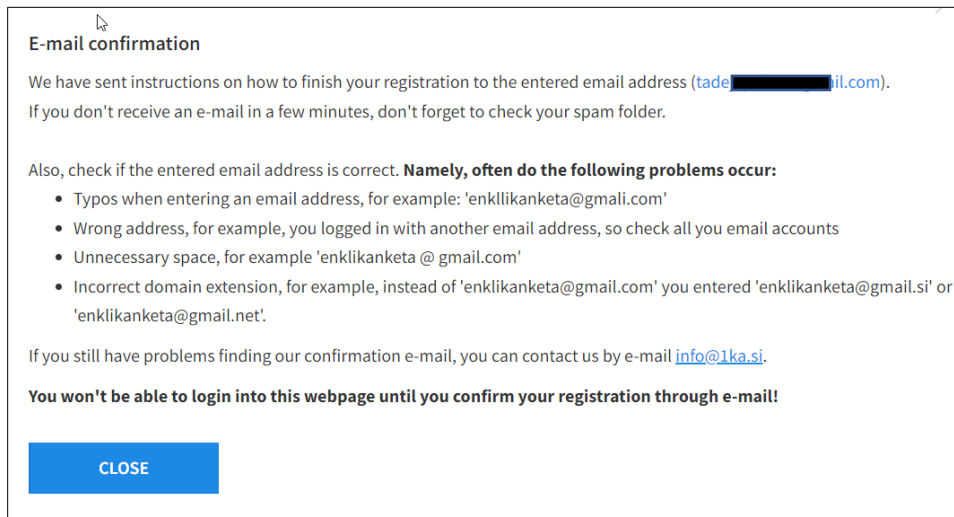 E-mail confirmation
We have sent instructions on how to finish your registration to the entered email address (tade il.com).
If you don't receive an e-mail in a few minutes, don't forget to check your spam folder.
Also, check if the entered email address is correct. Namely, often do the following problems occur:
• Typos when entering an email address, for example: 'enkllikanketa@gmali.com'
• Wrong address, for example, you logged in with another email address, so check all you email accounts
• Unnecessary space, for example 'enklikanketa @ gmail.com'
• Incorrect domain extension, for example, instead of 'enklikanketa@gmail.com' you entered 'enklikanketa@gmail.si' or
'enklikanketa@gmail.net'.
If you still have problems finding our confirmation e-mail, you can contact us by e-mail info@1ka.si.
You won't be able to login into this webpage until you confirm your registration through e-mail!
CLOSE